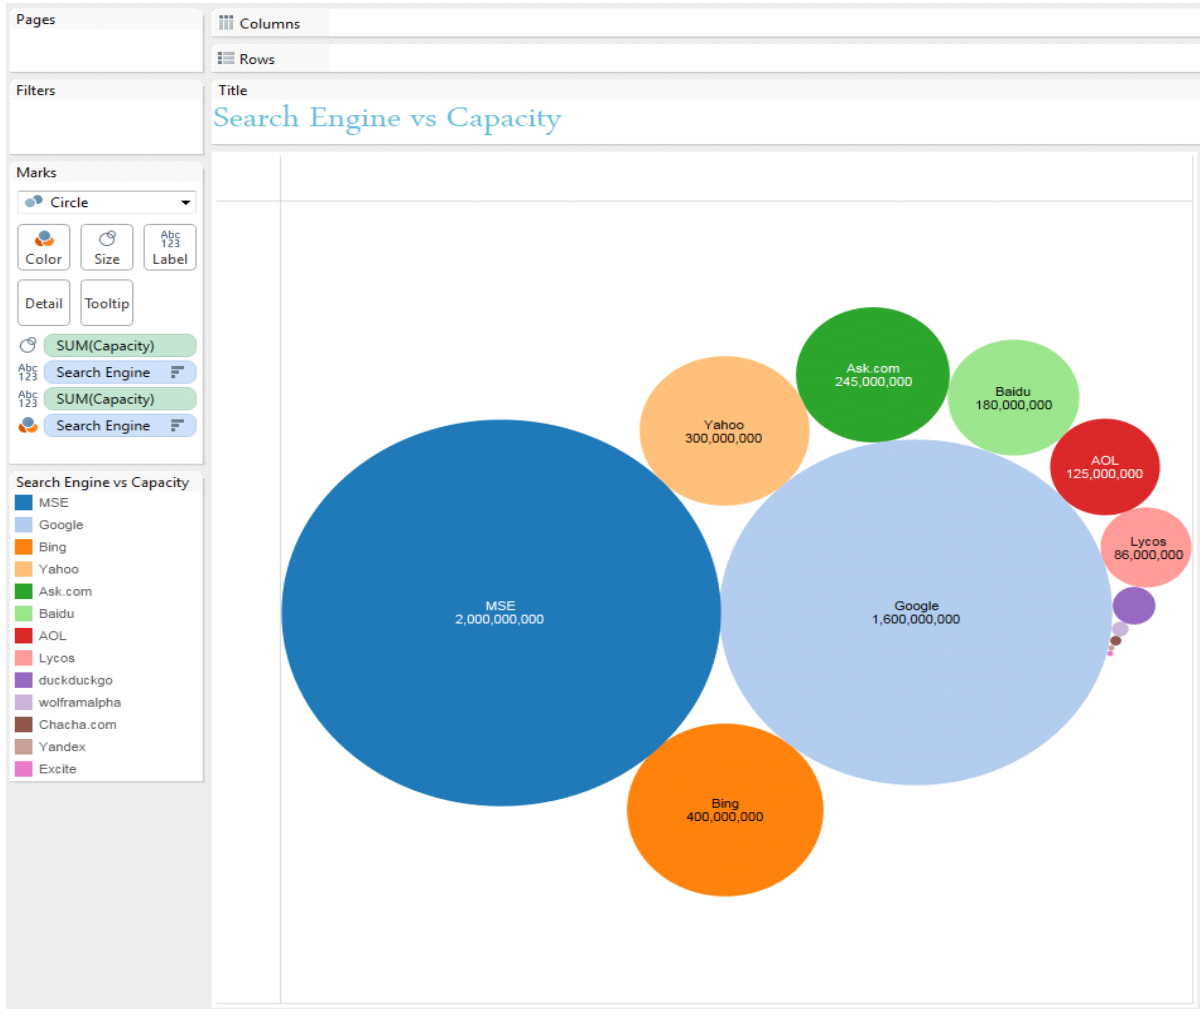 Pages
Columns
Rows
Filters
Title
Search Engine vs Capacity
Marks
Circle
Color
Size
Abc
123
Label
Detail
Tooltip
SUM(Capacity)
Abc
123
Search Engine
Abc
123
SUM(Capacity)
Search Engine
Search Engine vs Capacity
MSE
Google
Bing
Yahoo
Ask.com
Baidu
AOL
Lycos
duckduckgo
wolframalpha
Chacha.com
Yandex
Excite
Ask.com
245,000,000
Baidu
180,000,000
Yahoo
300,000,000
AOL
125,000,000
Lycos
86,000,000
MSE
2,000,000,000
Google
1,600,000,000
Bing
400,000,000